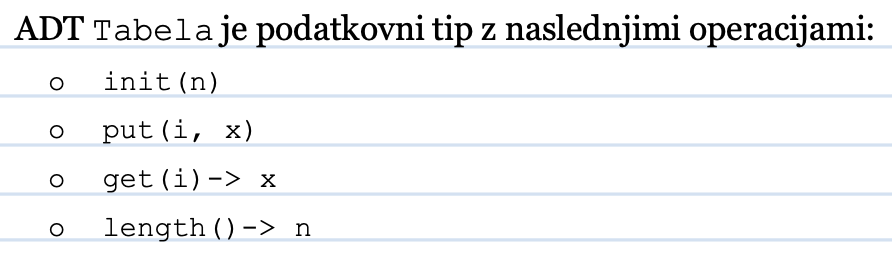 ADT Tabela je podatkovni tip z naslednjimi operacijami:
o init(n)
o put(i, x)
o get(i)-> x
o length()-> n